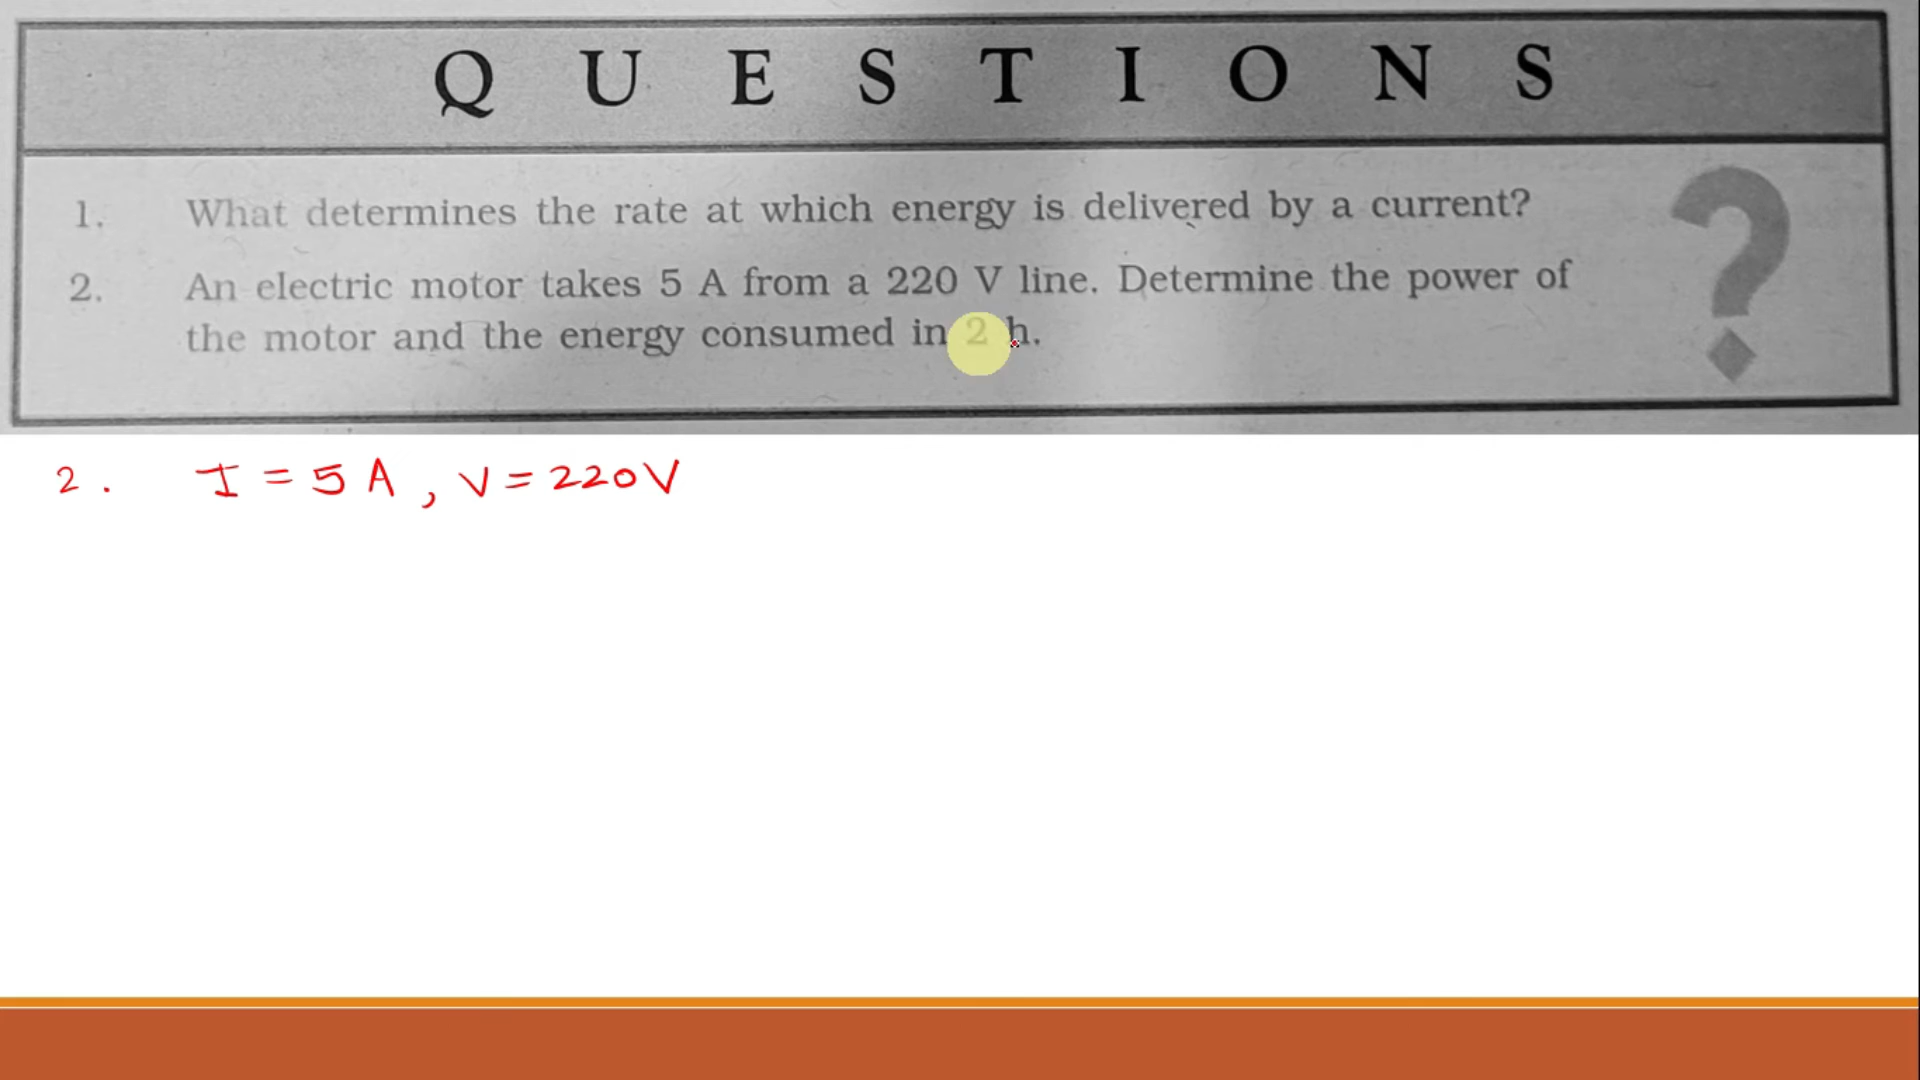 QUESTIONS
1. What determines the rate at which energy is delivered by a current?
2. An electric motor takes 5 A from a 220 V line. Determine the power of
the motor and the energy consumed in 2 h.
?
2. I = 5 A, V = 220V